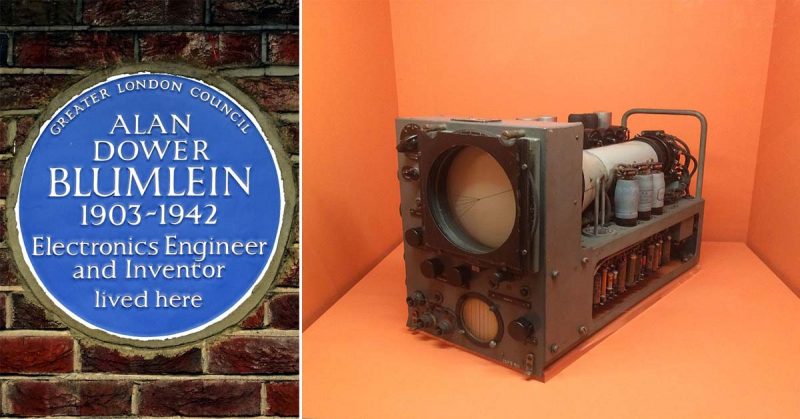 GREATER LONDON COUNCIL
ALAN
DOWER
BLUMLEIN
1903-1942
Electronics Engineer
and Inventor
lived here